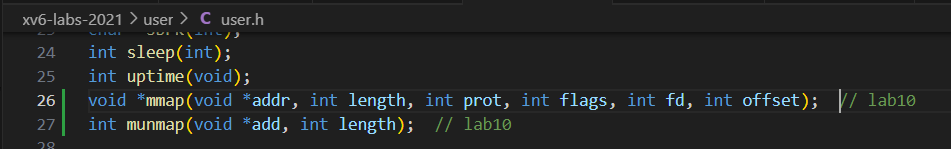 xv6-labs-2021 > user > C user.h
24 int sleep(int);
25 int uptime(void);
26 void *mmap(void *addr, int length, int prot, int flags, int fd, int offset);  // lab10
27 int munmap(void *add, int length);  // lab10
28